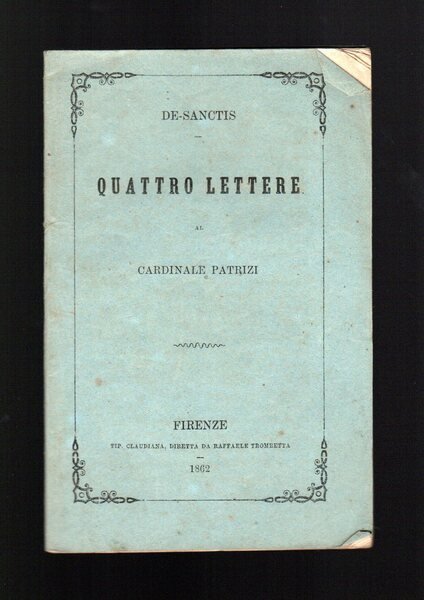 DE-SANCTIS
QUATTRO LETTERE
AL
CARDINALE PATRIZI
FIRENZE
TIP. CLAUDIANA, DIRETTA DA RAFFAELE TROMBETTA
1862